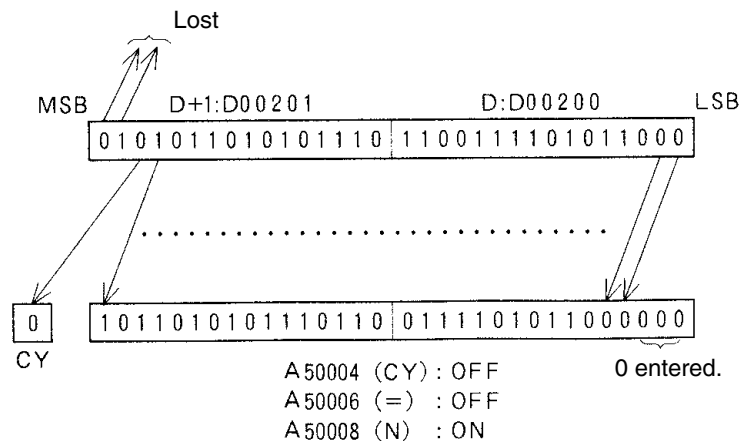 Lost
MSB D+1:D00201 D:D00200 LSB
0101011010101110 1100111101011000
0 1011010101110110 0111101011000000
CY
0 entered.
A50004 (CY) : OFF
A50006 (=) : OFF
A50008 (N) : ON